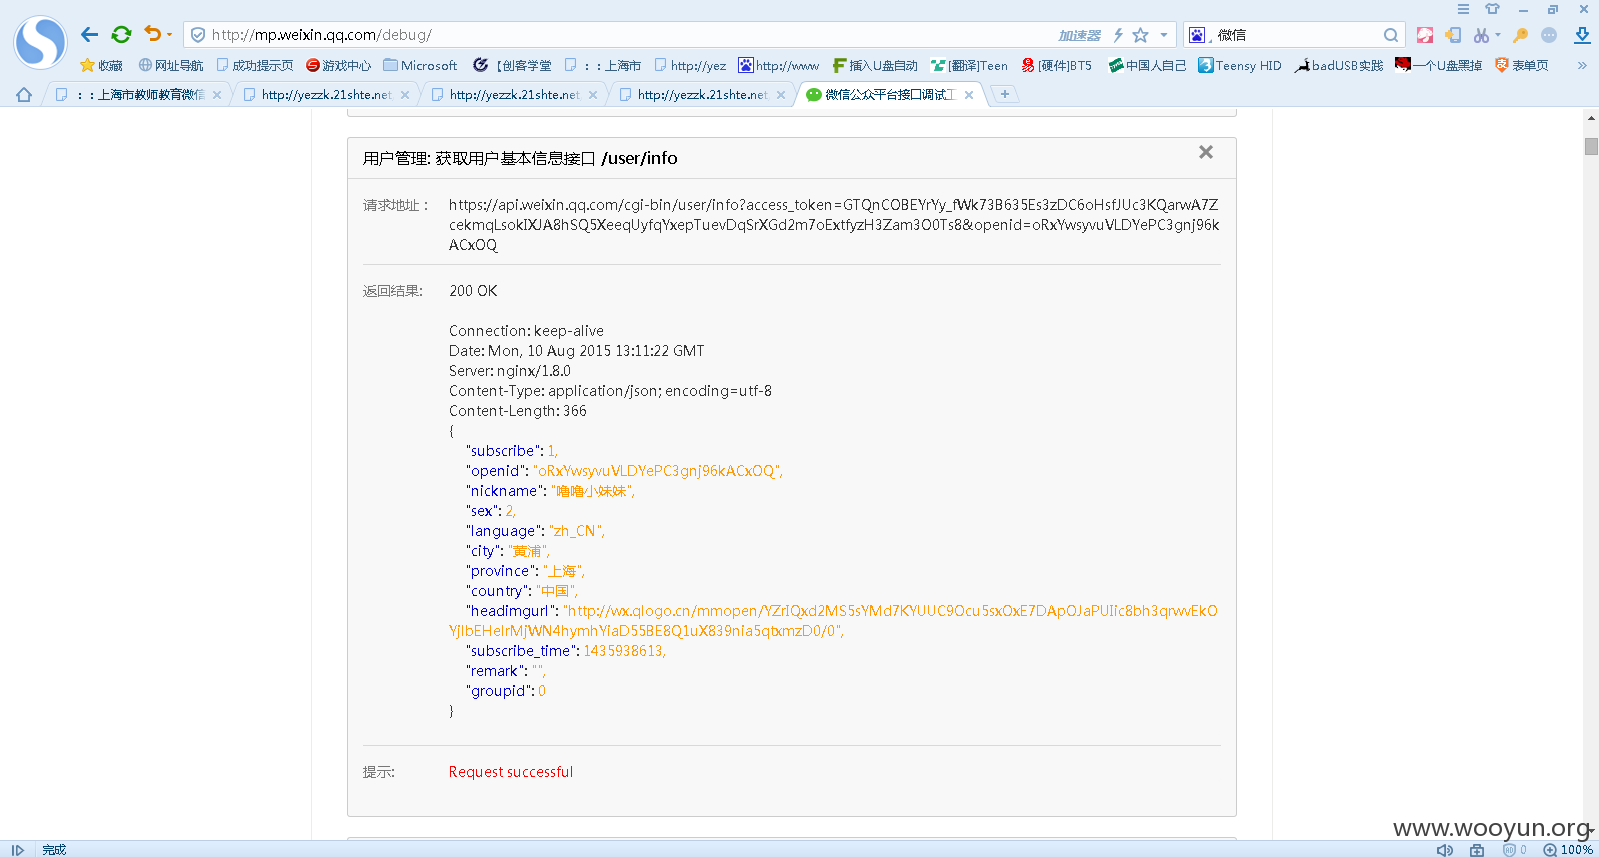 http://mp.weixin.qq.com/debug/
加速器
微信
收藏
网址导航
成功提示页
游戏中心
Microsoft
【创客学堂
：：上海市
http://yez
http://www
插入U盘自动
[翻译]Teen
[硬件]BT5
中国人自己
Teensy HID
badUSB实践
一个U盘黑掉
表单页
：：上海市教师教育微信
http://yezzk.21shte.net
http://yezzk.21shte.net
http://yezzk.21shte.net
微信公众平台接口调试工
用户管理: 获取用户基本信息接口 /user/info
请求地址：
https://api.weixin.qq.com/cgi-bin/user/info?access_token=GTQnCOBEYrYy_fWk73B635Es3zDC6oHsfJUc3KQarwA7Z
cekmqLsokIXJA8hSQ5XeeqUyfqYxepTuevDqSrXGd2m7oExtfyzH3Zam3O0Ts8&openid=oRxYwsyvuVLDYePC3gnj96k
ACxOQ
返回结果:
200 OK
Connection: keep-alive
Date: Mon, 10 Aug 2015 13:11:22 GMT
Server: nginx/1.8.0
Content-Type: application/json; encoding=utf-8
Content-Length: 366
{
"subscribe": 1,
"openid": "oRxYwsyvuVLDYePC3gnj96kACxOQ",
"nickname": "噜噜小妹妹",
"sex": 2,
"language": "zh_CN",
"city": "黄浦",
"province": "上海",
"country": "中国",
"headimgurl": "http://wx.qlogo.cn/mmopen/YZrIQxd2MS5sYMd7KYUUC9Ocu5sxOxE7DApOJaPUIic8bh3qrwvEkO
YjlbEHeIrMjWN4hymhYiaD55BE8Q1uX839nia5qtxmzD0/0",
"subscribe_time": 1435938613,
"remark": "",
"groupid": 0
}
提示:
Request successful
www.wooyun.org
完成
0
100%